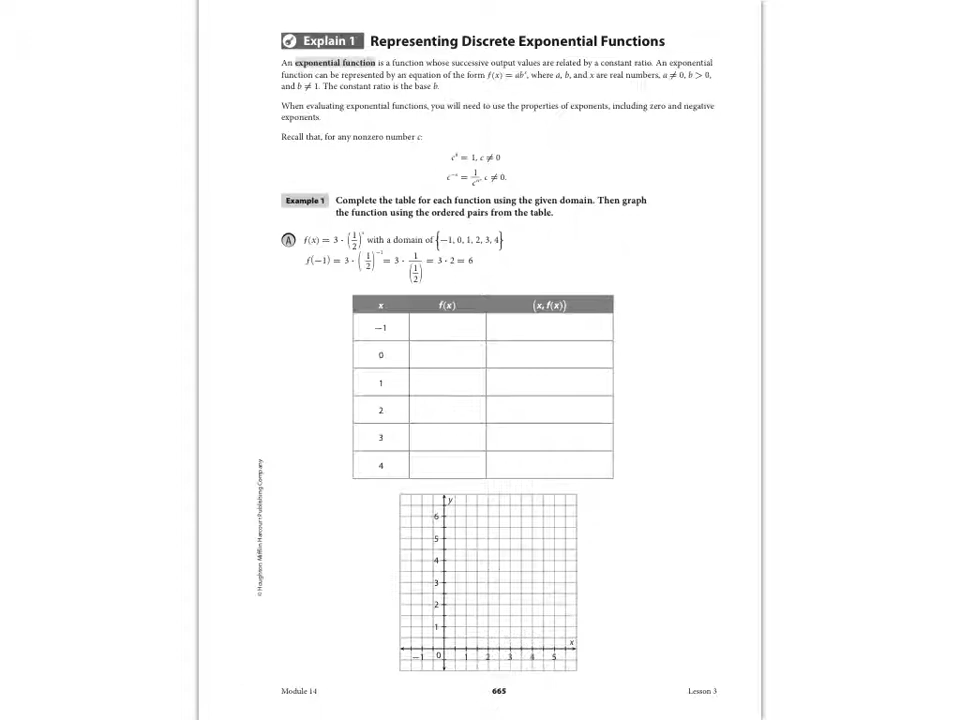 Explain 1 Representing Discrete Exponential Functions
An exponential function is a function whose successive output values are related by a constant ratio. An exponential
function can be represented by an equation of the form f(x) = abˣ, where a, b, and x are real numbers, a ≠ 0, b > 0,
and b ≠ 1. The constant ratio is the base b.
When evaluating exponential functions, you will need to use the properties of exponents, including zero and negative
exponents.
Recall that, for any nonzero number c:
c⁰ = 1, c ≠ 0
c⁻ⁿ = 1/cⁿ, c ≠ 0.
Example 1 Complete the table for each function using the given domain. Then graph
the function using the ordered pairs from the table.
A f(x) = 3 · (1/2)ˣ with a domain of {−1, 0, 1, 2, 3, 4}
f(−1) = 3 · (1/2)⁻¹ = 3 · 1/(1/2) = 3 · 2 = 6
x f(x) (x, f(x))
−1
0
1
2
3
4
y
6
5
4
3
2
1
x
−1 0 1 2 3 4 5
© Houghton Mifflin Harcourt Publishing Company
Module 14 665 Lesson 3